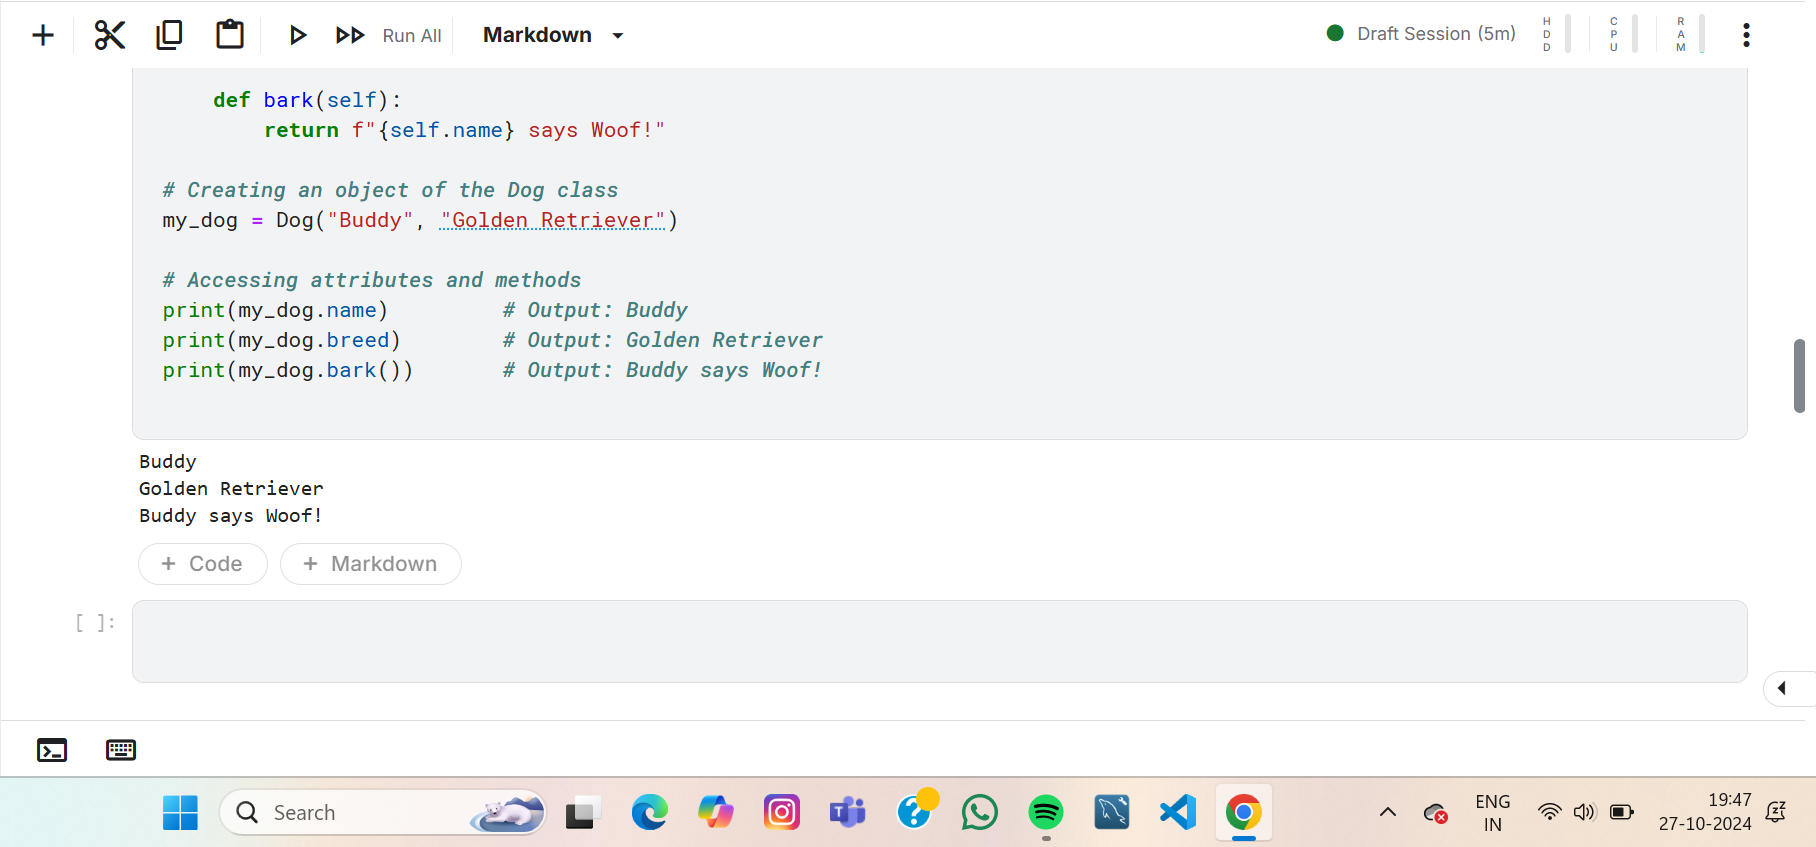 Run All
Markdown
Draft Session (5m)
HDD
CPU
RAM
def bark(self):
return f"{self.name} says Woof!"
# Creating an object of the Dog class
my_dog = Dog("Buddy", "Golden Retriever")
# Accessing attributes and methods
print(my_dog.name)         # Output: Buddy
print(my_dog.breed)        # Output: Golden Retriever
print(my_dog.bark())       # Output: Buddy says Woof!
Buddy
Golden Retriever
Buddy says Woof!
+ Code
+ Markdown
[ ]:
Search
ENG
IN
19:47
27-10-2024